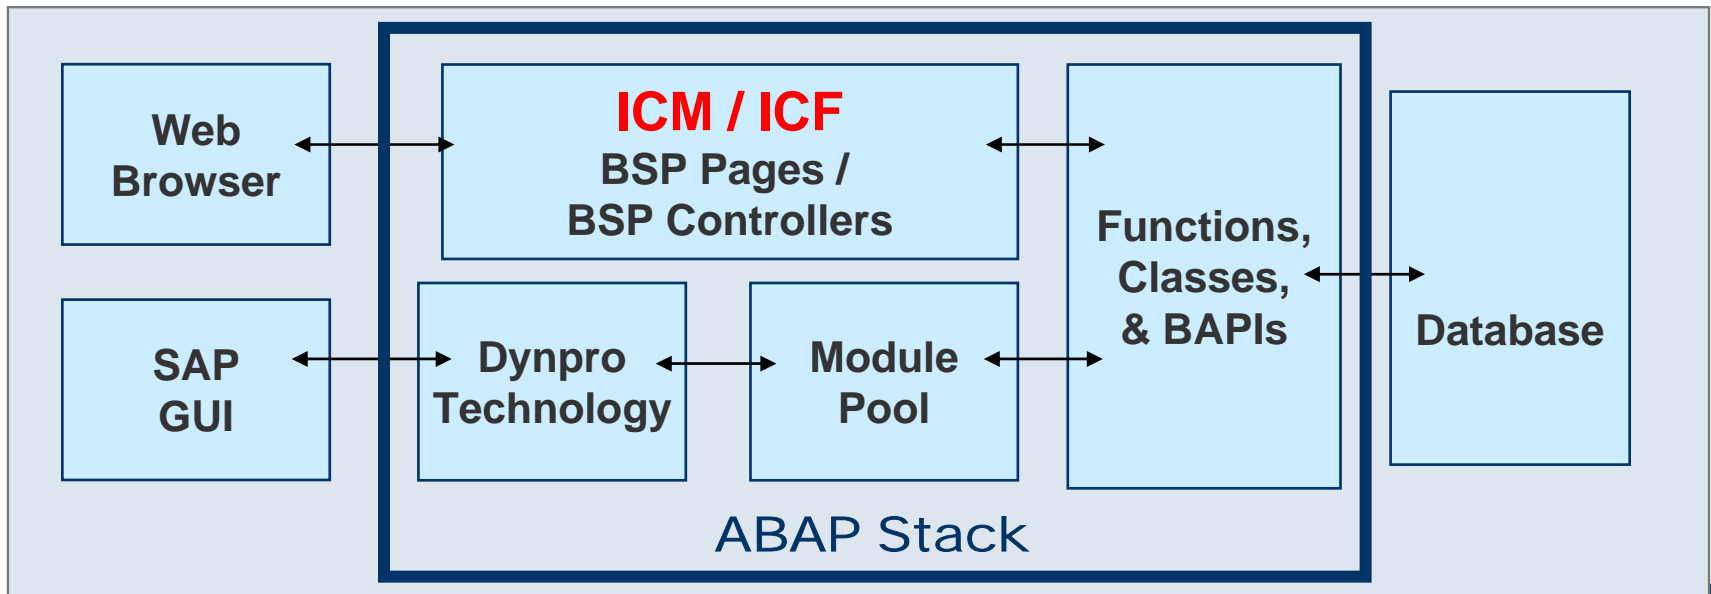 Web
Browser
ICM / ICF
BSP Pages /
BSP Controllers
Functions,
Classes,
& BAPIs
Database
SAP
GUI
Dynpro
Technology
Module
Pool
ABAP Stack